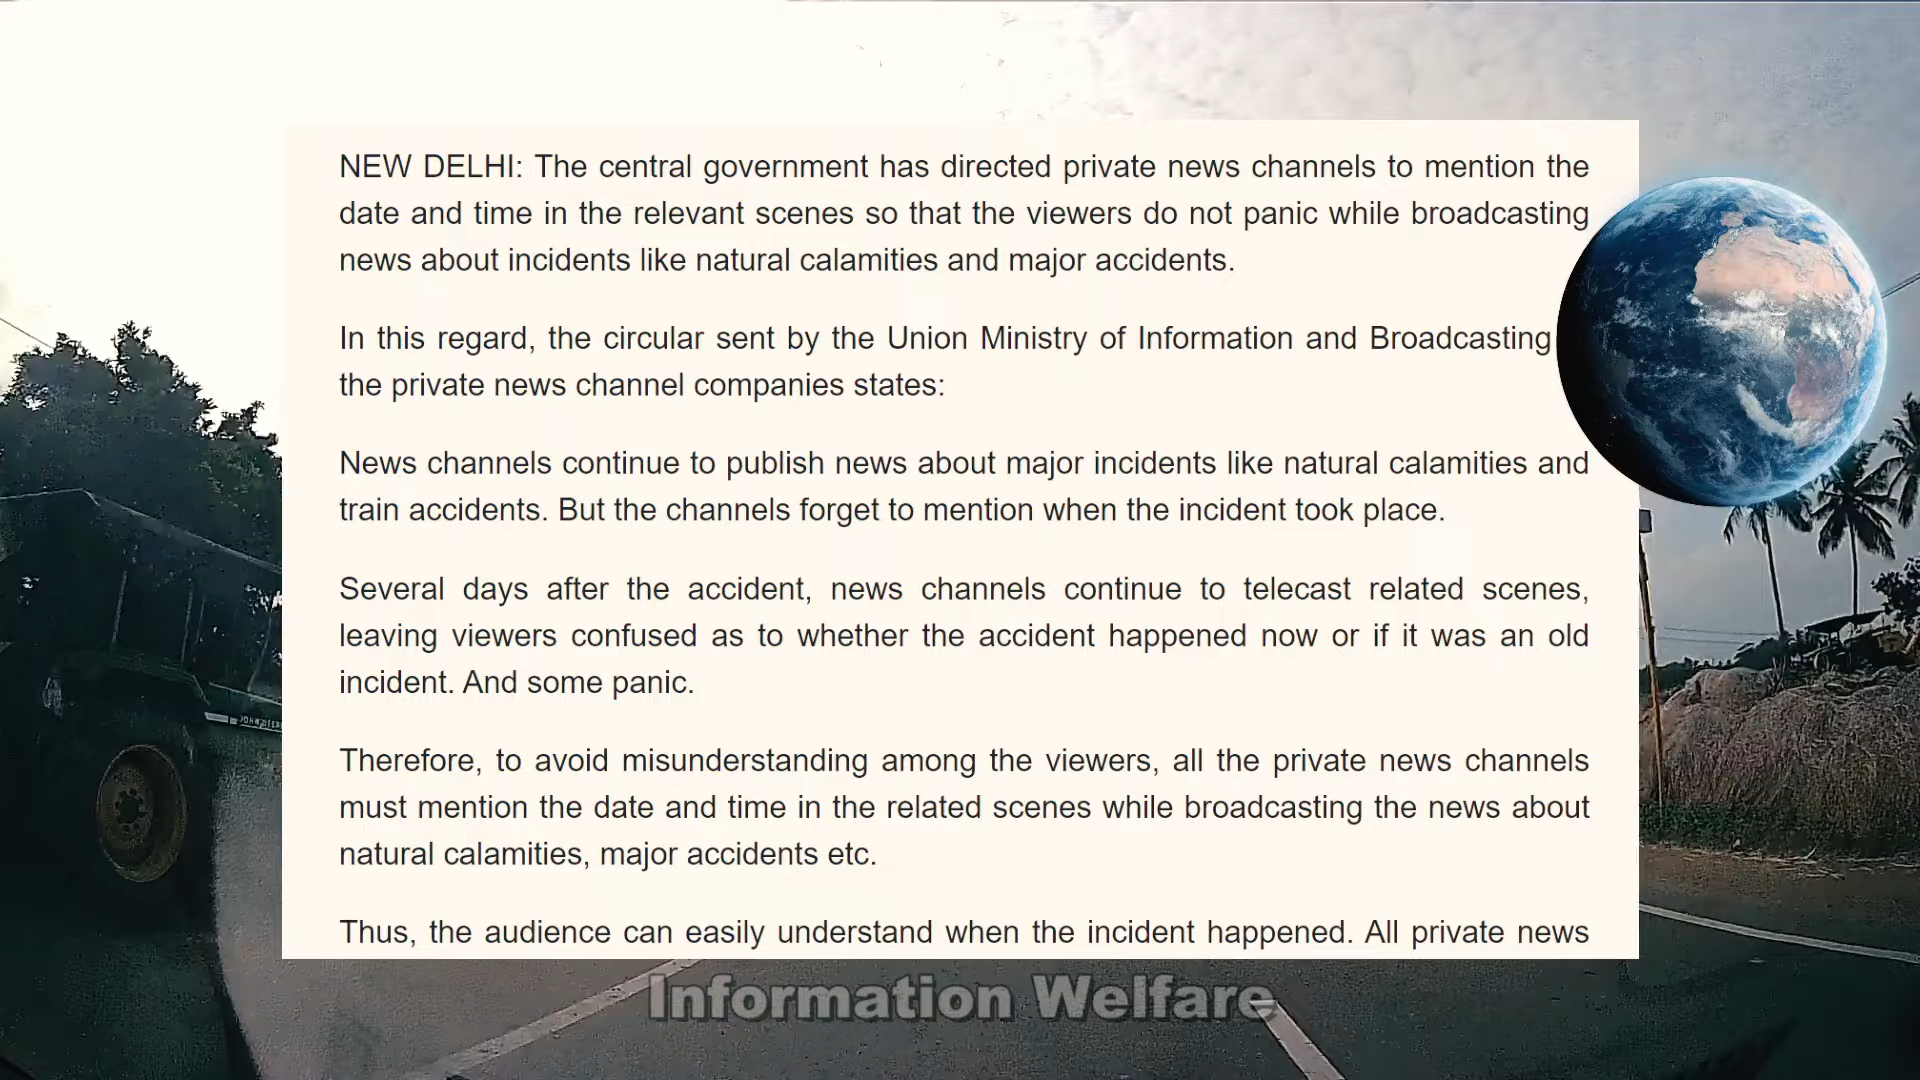 NEW DELHI: The central government has directed private news channels to mention the
date and time in the relevant scenes so that the viewers do not panic while broadcasting
news about incidents like natural calamities and major accidents.
In this regard, the circular sent by the Union Ministry of Information and Broadcasting
the private news channel companies states:
News channels continue to publish news about major incidents like natural calamities and
train accidents. But the channels forget to mention when the incident took place.
Several days after the accident, news channels continue to telecast related scenes,
leaving viewers confused as to whether the accident happened now or if it was an old
incident. And some panic.
Therefore, to avoid misunderstanding among the viewers, all the private news channels
must mention the date and time in the related scenes while broadcasting the news about
natural calamities, major accidents etc.
Thus, the audience can easily understand when the incident happened. All private news
Information Welfare